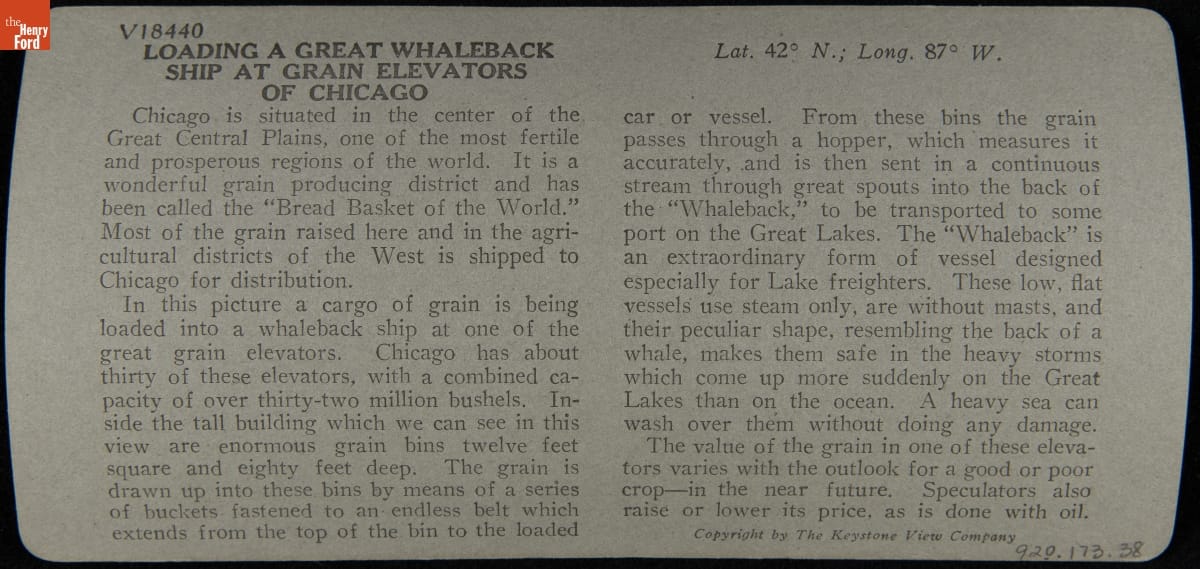 the
Henry
Ford
V18440
LOADING A GREAT WHALEBACK
SHIP AT GRAIN ELEVATORS
OF CHICAGO
Chicago is situated in the center of the
Great Central Plains, one of the most fertile
and prosperous regions of the world. It is a
wonderful grain producing district and has
been called the “Bread Basket of the World.”
Most of the grain raised here and in the agri-
cultural districts of the West is shipped to
Chicago for distribution.
In this picture a cargo of grain is being
loaded into a whaleback ship at one of the
great grain elevators. Chicago has about
thirty of these elevators, with a combined ca-
pacity of over thirty-two million bushels. In-
side the tall building which we can see in this
view are enormous grain bins twelve feet
square and eighty feet deep. The grain is
drawn up into these bins by means of a series
of buckets fastened to an endless belt which
extends from the top of the bin to the loaded
Lat. 42° N.; Long. 87° W.
car or vessel. From these bins the grain
passes through a hopper, which measures it
accurately, and is then sent in a continuous
stream through great spouts into the back of
the “Whaleback,” to be transported to some
port on the Great Lakes. The “Whaleback” is
an extraordinary form of vessel designed
especially for Lake freighters. These low, flat
vessels use steam only, are without masts, and
their peculiar shape, resembling the back of a
whale, makes them safe in the heavy storms
which come up more suddenly on the Great
Lakes than on the ocean. A heavy sea can
wash over them without doing any damage.
The value of the grain in one of these eleva-
tors varies with the outlook for a good or poor
crop—in the near future. Speculators also
raise or lower its price, as is done with oil.
Copyright by The Keystone View Company
920.173.38